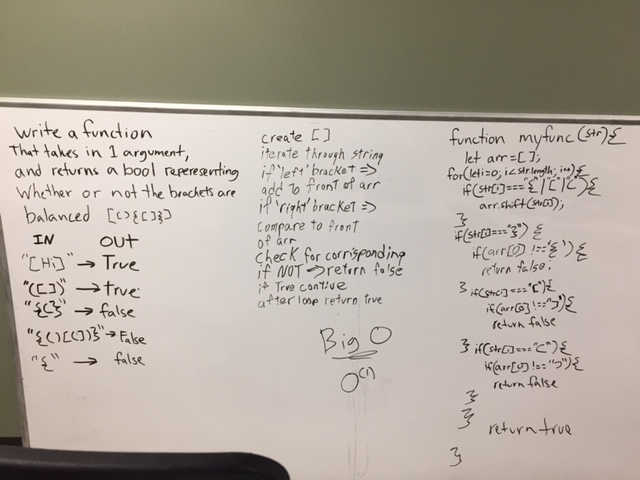 write a function
That takes in 1 argument,
and returns a bool reperesenting
Whether or not the brackets are
balanced [()]{[]}
IN OUT
"[Hi]" → True
"([])" → true
"{(}" → false
"{()[()}" → False
"{" → false
create []
iterate through string
if 'left' bracket =>
add to front of arr
if 'right' bracket =>
compare to front
of arr
Check for corrisponding
if NOT → return false
if True contive
after loop return true
Big O
O(1)
function myfunc(str){
let arr=[];
for(let i=0; i<str.length; i++){
if(str[i]==="{"|"["|"("){
arr.shift(str[i]);
}
if(str[i]==="}"){
if(arr[0]!=="{"){
return false;
} if(str[i]==="["){
if(arr[0]!=="]"){
return false
} if(str[i]==="("){
if(arr[0]!==")"){
return false
}
}
return true
}